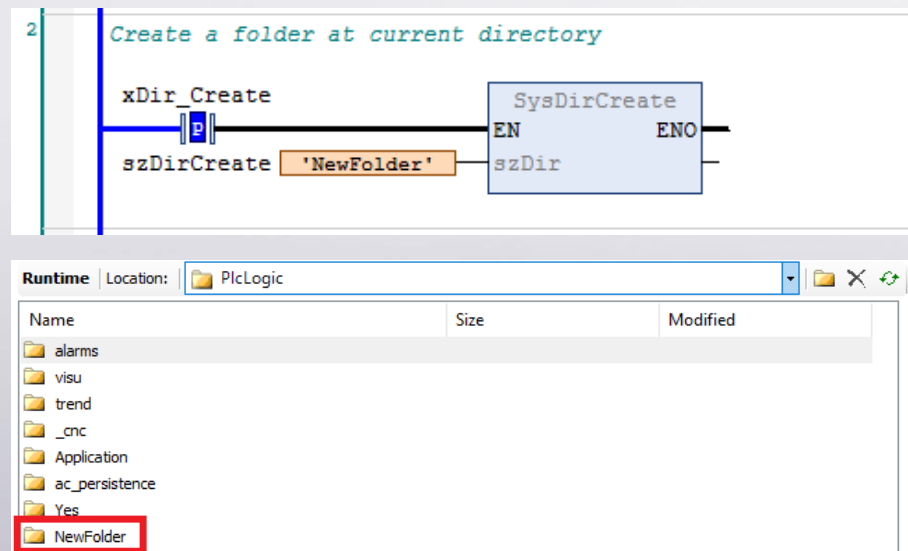 2
Create a folder at current directory
xDir_Create
SysDirCreate
P
EN ENO
szDirCreate 'NewFolder' szDir
Runtime Location: PlcLogic
Name Size Modified
alarms
visu
trend
_cnc
Application
ac_persistence
Yes
NewFolder